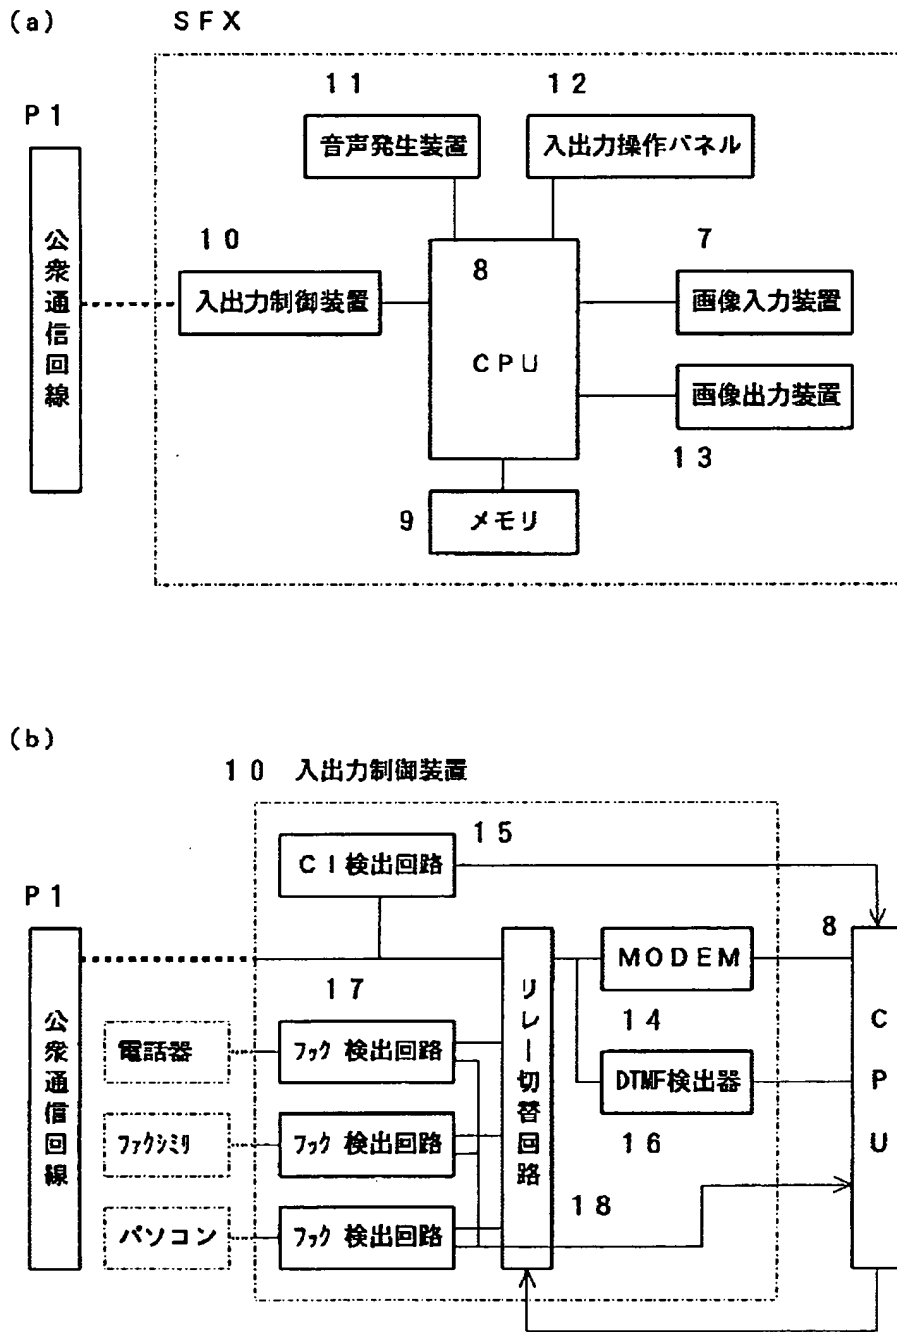 (a)
SFX
11
12
P1
音声発生装置
入出力操作パネル
公衆通信回線
10
8
7
入出力制御装置
画像入力装置
CPU
画像出力装置
13
9
メモリ
(b)
10 入出力制御装置
15
CI検出回路
P1
8
MODEM
17
リレー切替回路
14
公衆通信回線
電話器
フック 検出回路
DTMF検出器
CPU
16
ファクシミリ
フック 検出回路
18
パソコン
フック 検出回路